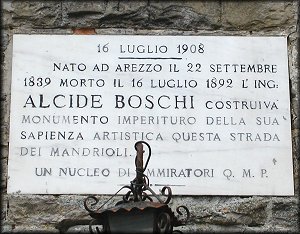 16 LUGLIO 1908
NATO AD AREZZO IL 22 SETTEMBRE
1839 MORTO IL 16 LUGLIO 1892 L' ING:
ALCIDE BOSCHI COSTRUIVA
MONUMENTO IMPERITURO DELLA SUA
SAPIENZA ARTISTICA QUESTA STRADA
DEI MANDRIOLI.
UN NUCLEO DI AMMIRATORI Q. M. P.